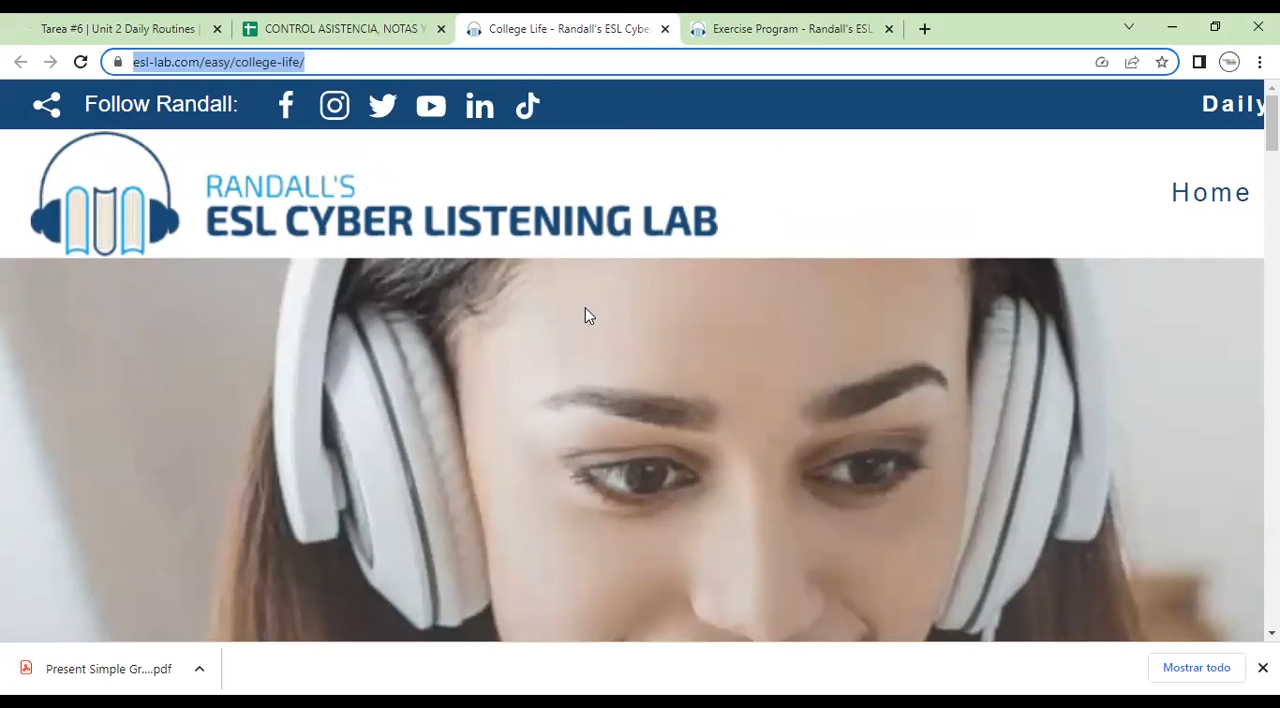 Tarea #6 | Unit 2 Daily Routines |
CONTROL ASISTENCIA, NOTAS Y
College Life - Randall's ESL Cyber
Exercise Program - Randall's ESL
esl-lab.com/easy/college-life/
Follow Randall:
Daily
RANDALL'S
ESL CYBER LISTENING LAB
Home
Present Simple Gr....pdf
Mostrar todo